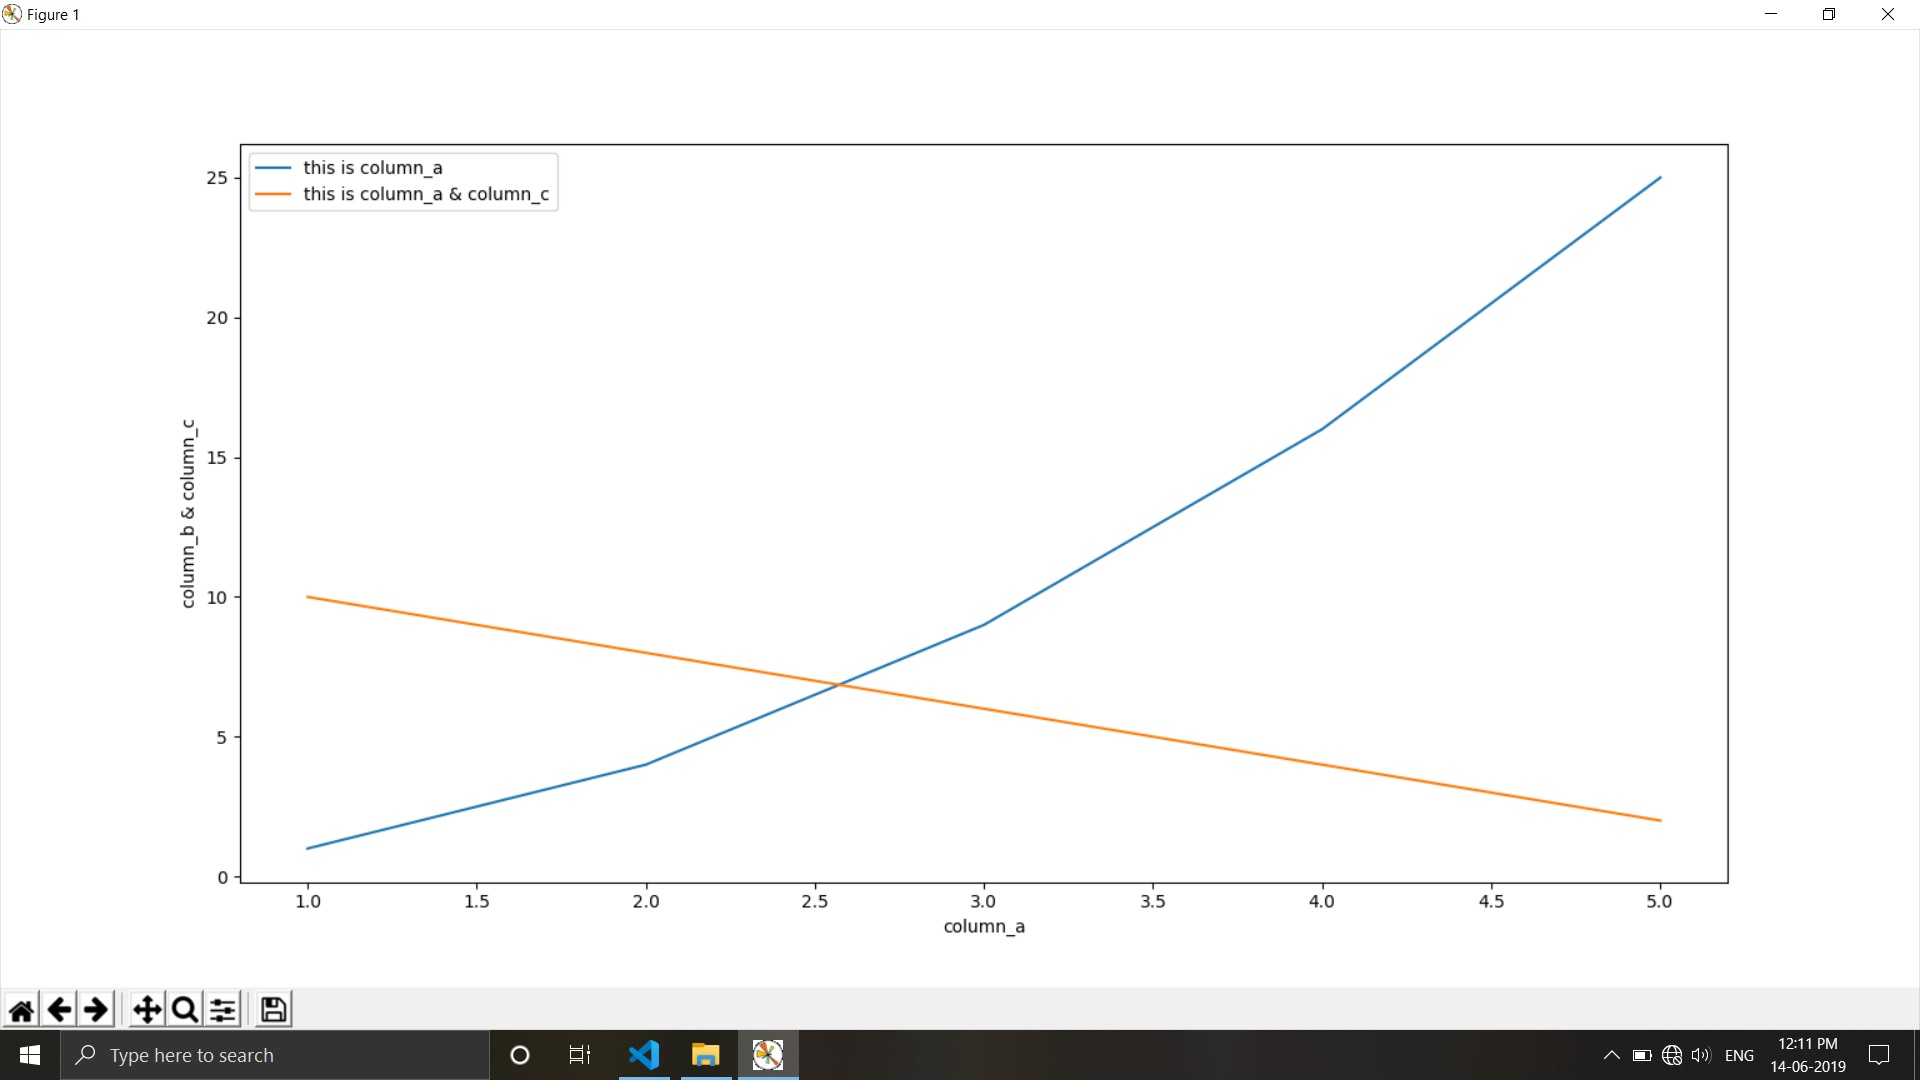 Figure 1
this is column_a
this is column_a & column_c
25
20
15
10
5
0
column_b & column_c
1.0 1.5 2.0 2.5 3.0 3.5 4.0 4.5 5.0
column_a
Type here to search
ENG
12:11 PM
14-06-2019